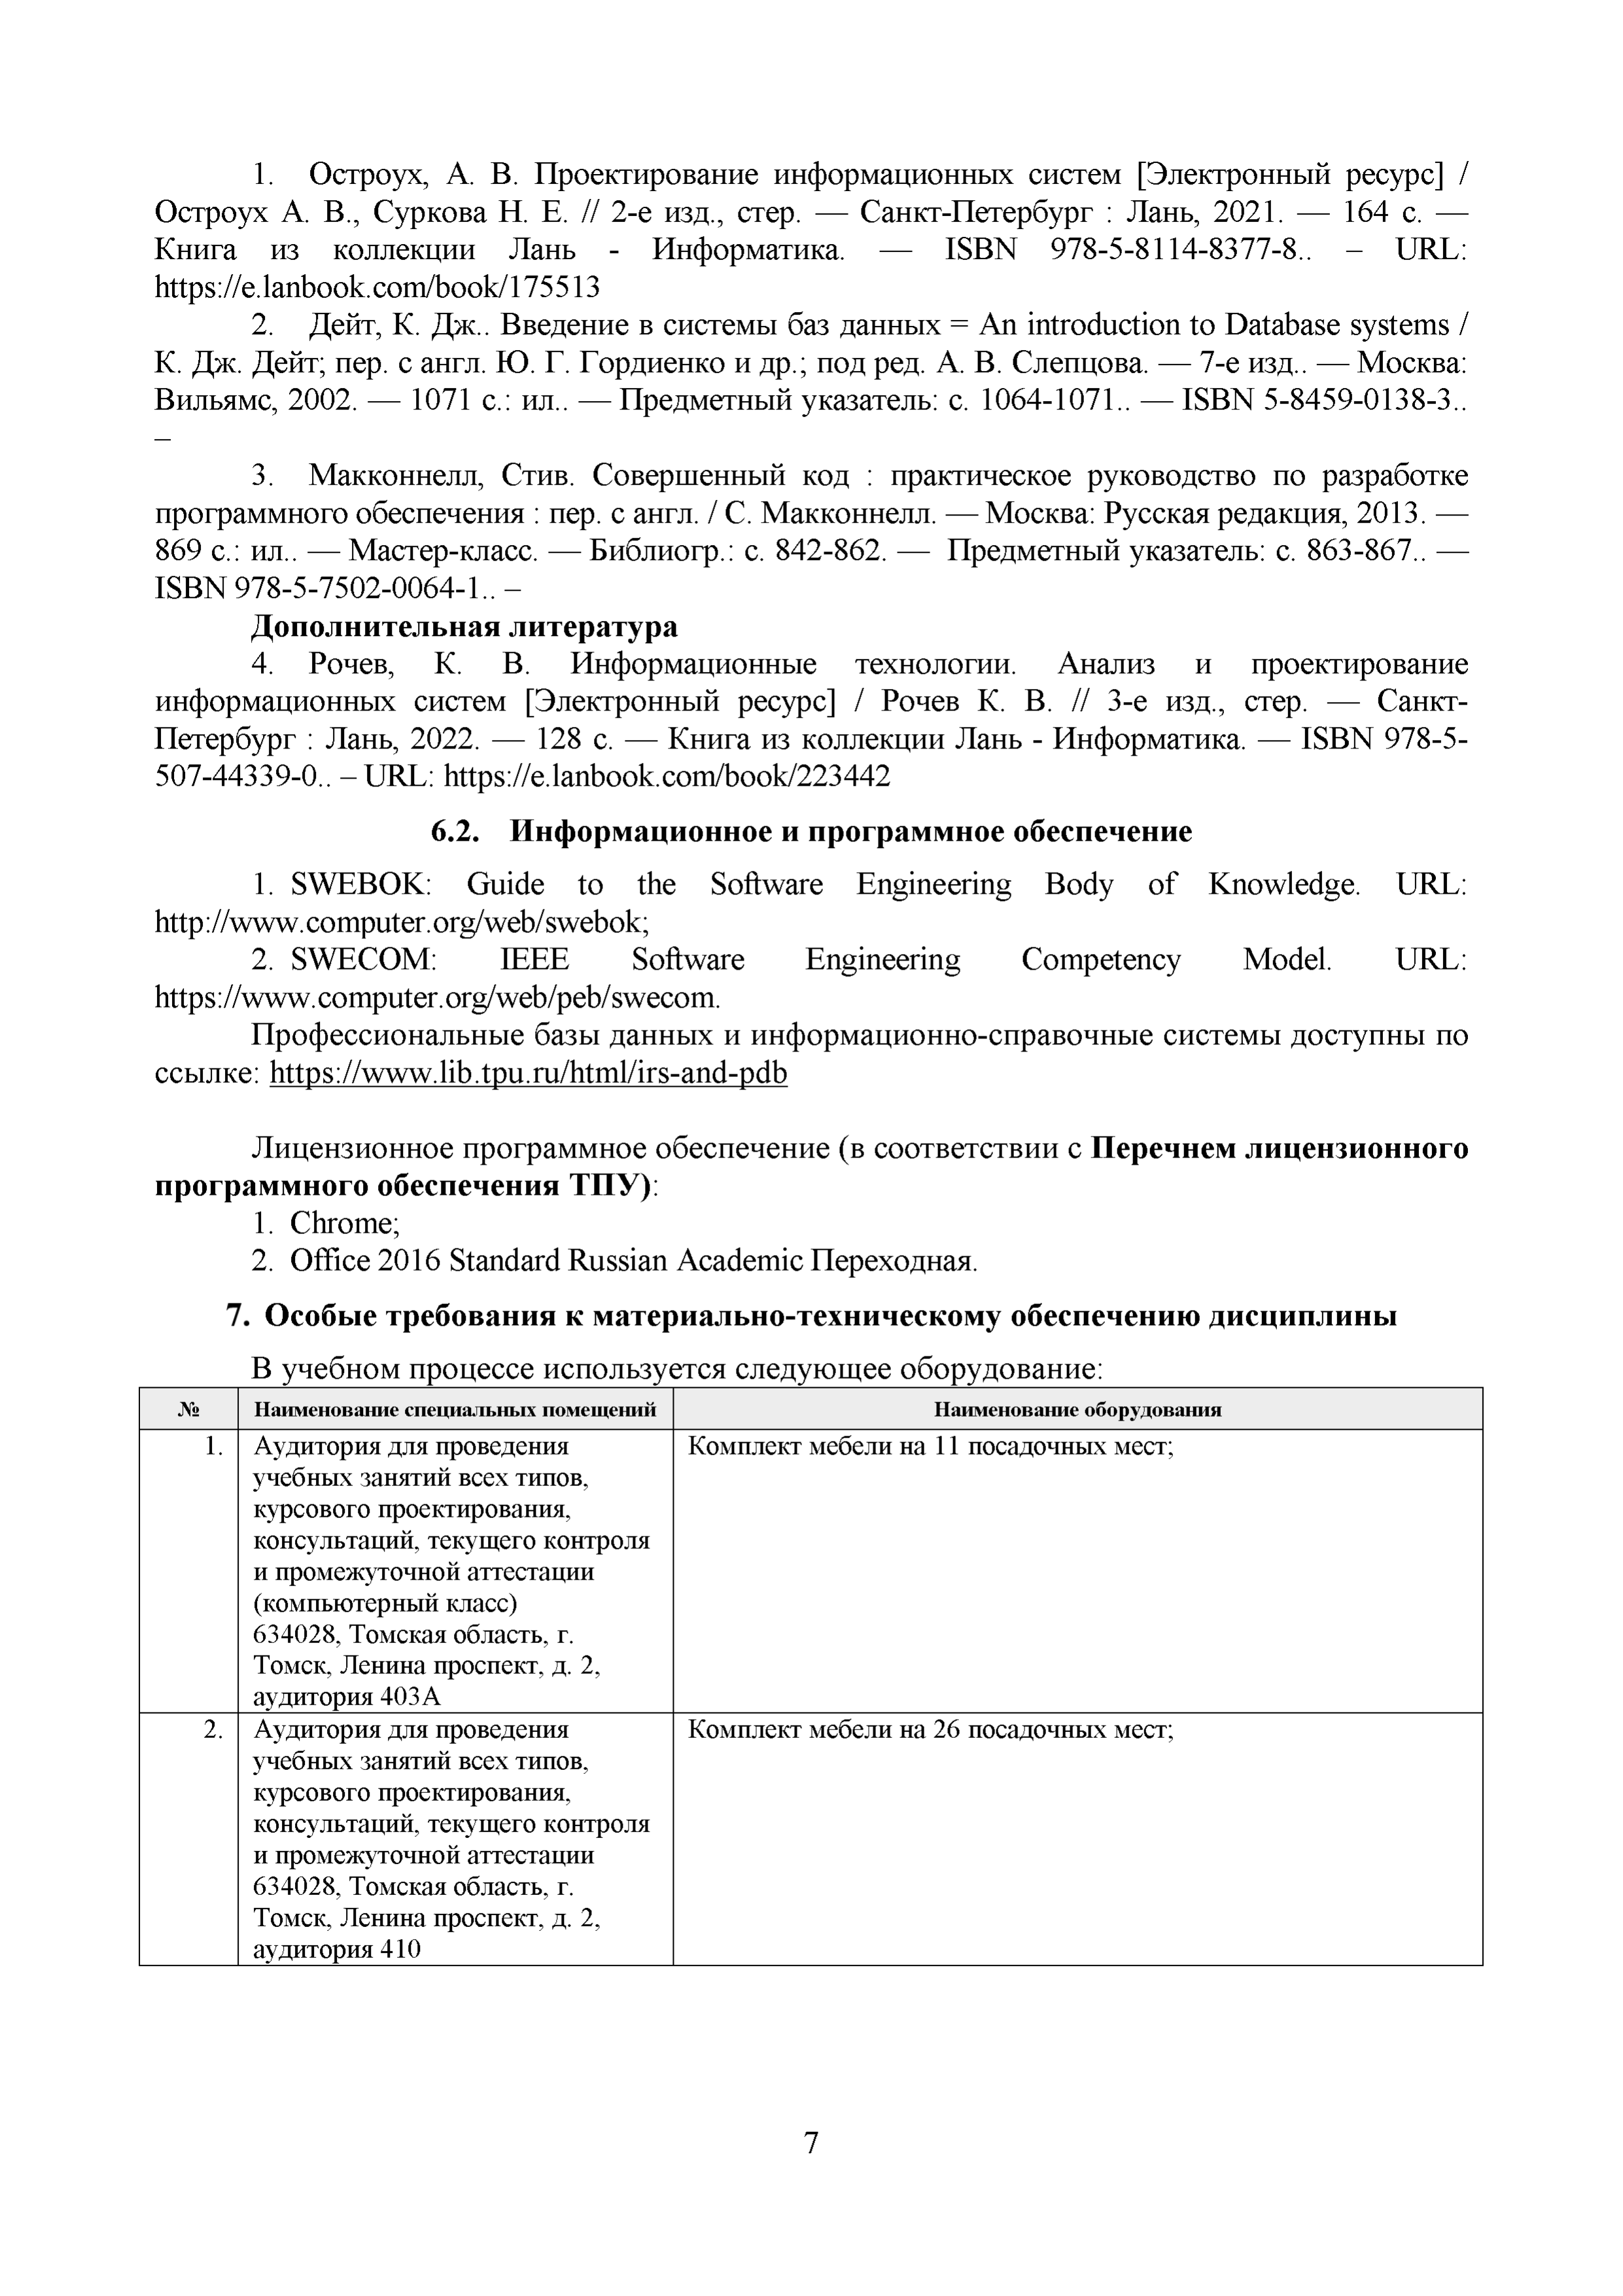 1. Остроух, А. В. Проектирование информационных систем [Электронный ресурс] /
Остроух А. В., Суркова Н. Е. // 2-е изд., стер. — Санкт-Петербург : Лань, 2021. — 164 с. —
Книга из коллекции Лань - Информатика. — ISBN 978-5-8114-8377-8.. – URL:
https://e.lanbook.com/book/175513
2. Дейт, К. Дж.. Введение в системы баз данных = An introduction to Database systems /
К. Дж. Дейт; пер. с англ. Ю. Г. Гордиенко и др.; под ред. А. В. Слепцова. — 7-е изд.. — Москва:
Вильямс, 2002. — 1071 с.: ил.. — Предметный указатель: с. 1064-1071.. — ISBN 5-8459-0138-3..
–
3. Макконнелл, Стив. Совершенный код : практическое руководство по разработке
программного обеспечения : пер. с англ. / С. Макконнелл. — Москва: Русская редакция, 2013. —
869 с.: ил.. — Мастер-класс. — Библиогр.: с. 842-862. — Предметный указатель: с. 863-867.. —
ISBN 978-5-7502-0064-1.. –
Дополнительная литература
4. Рочев, К. В. Информационные технологии. Анализ и проектирование
информационных систем [Электронный ресурс] / Рочев К. В. // 3-е изд., стер. — Санкт-
Петербург : Лань, 2022. — 128 с. — Книга из коллекции Лань - Информатика. — ISBN 978-5-
507-44339-0.. – URL: https://e.lanbook.com/book/223442
6.2. Информационное и программное обеспечение
1. SWEBOK: Guide to the Software Engineering Body of Knowledge. URL:
http://www.computer.org/web/swebok;
2. SWECOM: IEEE Software Engineering Competency Model. URL:
https://www.computer.org/web/peb/swecom.
Профессиональные базы данных и информационно-справочные системы доступны по
ссылке: https://www.lib.tpu.ru/html/irs-and-pdb
Лицензионное программное обеспечение (в соответствии с Перечнем лицензионного
программного обеспечения ТПУ):
1. Chrome;
2. Office 2016 Standard Russian Academic Переходная.
7. Особые требования к материально-техническому обеспечению дисциплины
В учебном процессе используется следующее оборудование:
№ Наименование специальных помещений Наименование оборудования
1. Аудитория для проведения Комплект мебели на 11 посадочных мест;
учебных занятий всех типов,
курсового проектирования,
консультаций, текущего контроля
и промежуточной аттестации
(компьютерный класс)
634028, Томская область, г.
Томск, Ленина проспект, д. 2,
аудитория 403А
2. Аудитория для проведения Комплект мебели на 26 посадочных мест;
учебных занятий всех типов,
курсового проектирования,
консультаций, текущего контроля
и промежуточной аттестации
634028, Томская область, г.
Томск, Ленина проспект, д. 2,
аудитория 410
7